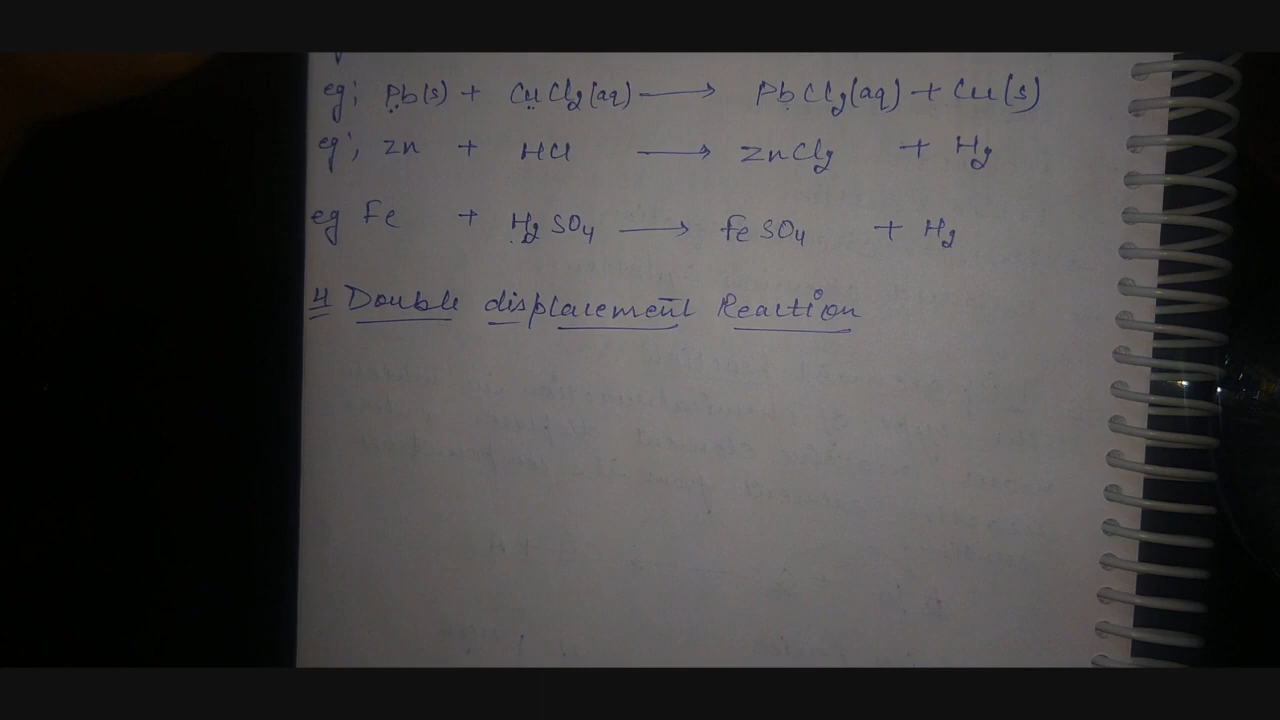 eg; Pb(s) + CuCl2(aq) → PbCl2(aq) + Cu(s)
eg; zn + HCl → ZnCl2 + H2
eg Fe + H2SO4 → FeSO4 + H2
4 Double displacement Reaction